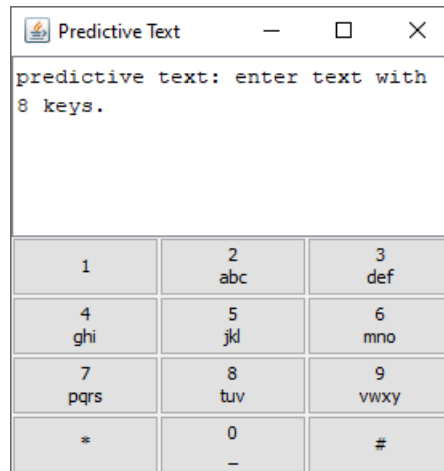 Predictive Text
predictive text: enter text with
8 keys.
1
2
abc
3
def
4
ghi
5
jkl
6
mno
7
pqrs
8
tuv
9
vwxy
*
0
_
#